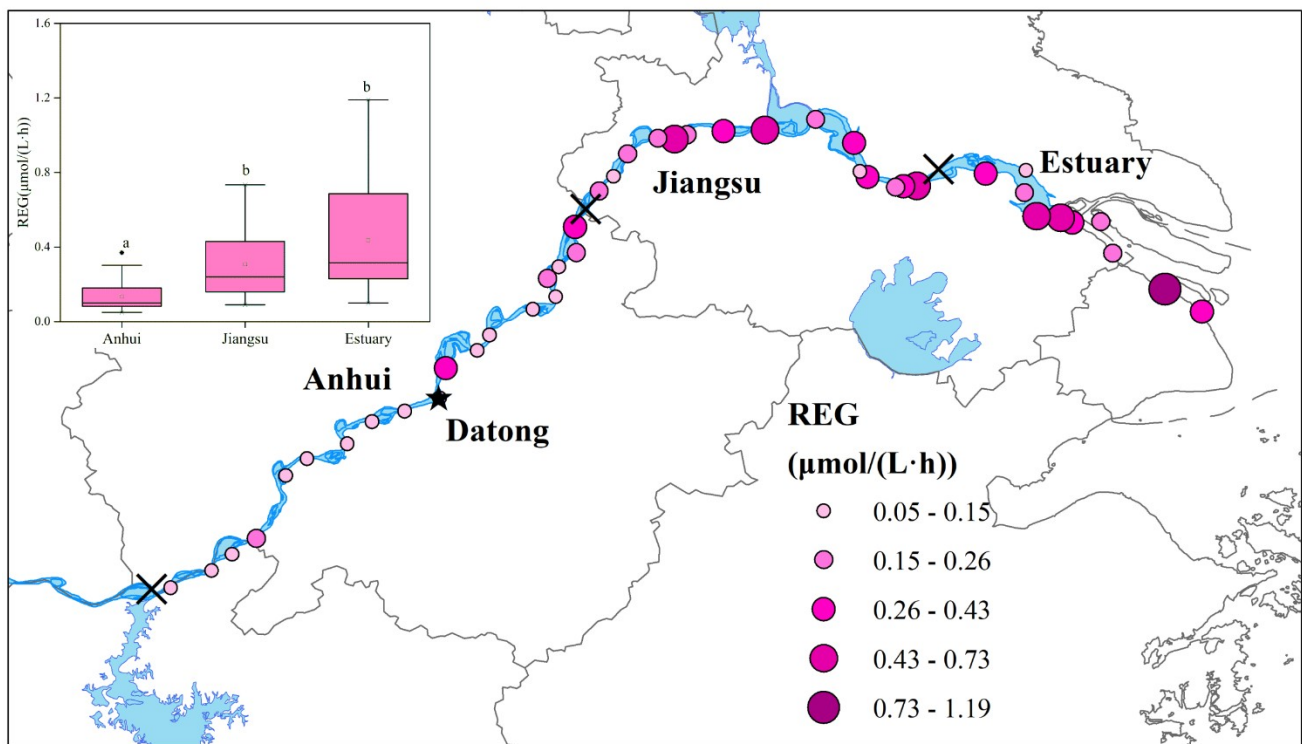 1.6
1.2
0.8
0.4
0.0
REG(μmol/(L·h))
a
b
b
Anhui
Jiangsu
Estuary
Jiangsu
Estuary
Anhui
Datong
REG
(μmol/(L·h))
0.05 - 0.15
0.15 - 0.26
0.26 - 0.43
0.43 - 0.73
0.73 - 1.19